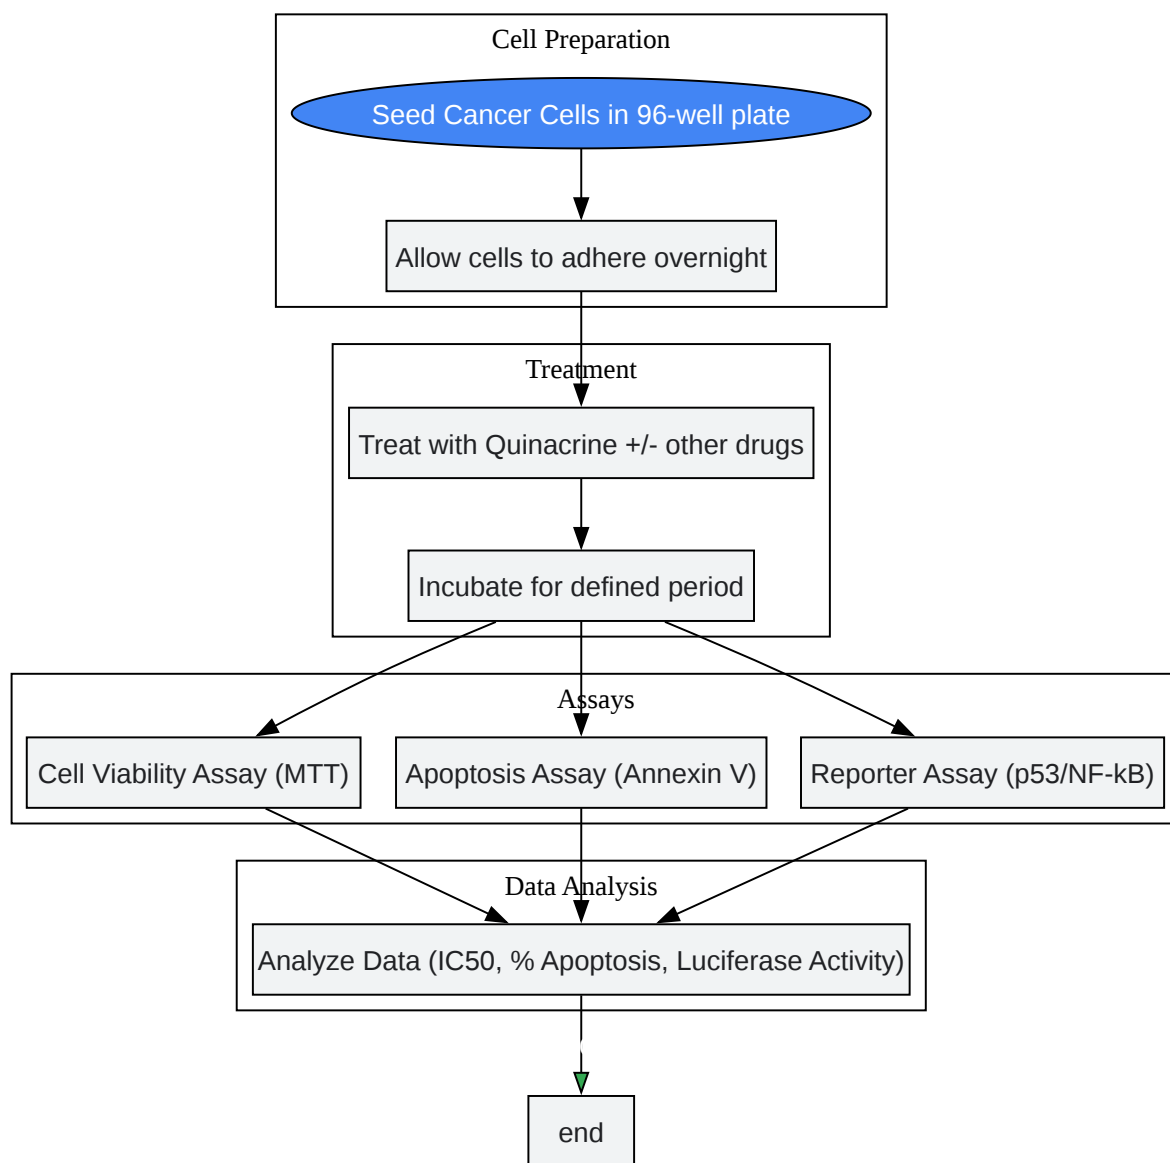 Cell Preparation
Seed Cancer Cells in 96-well plate
Allow cells to adhere overnight
Treatment
Treat with Quinacrine +/- other drugs
Incubate for defined period
Assays
Cell Viability Assay (MTT)
Apoptosis Assay (Annexin V)
Reporter Assay (p53/NF-kB)
Data Analysis
Analyze Data (IC50, % Apoptosis, Luciferase Activity)
end